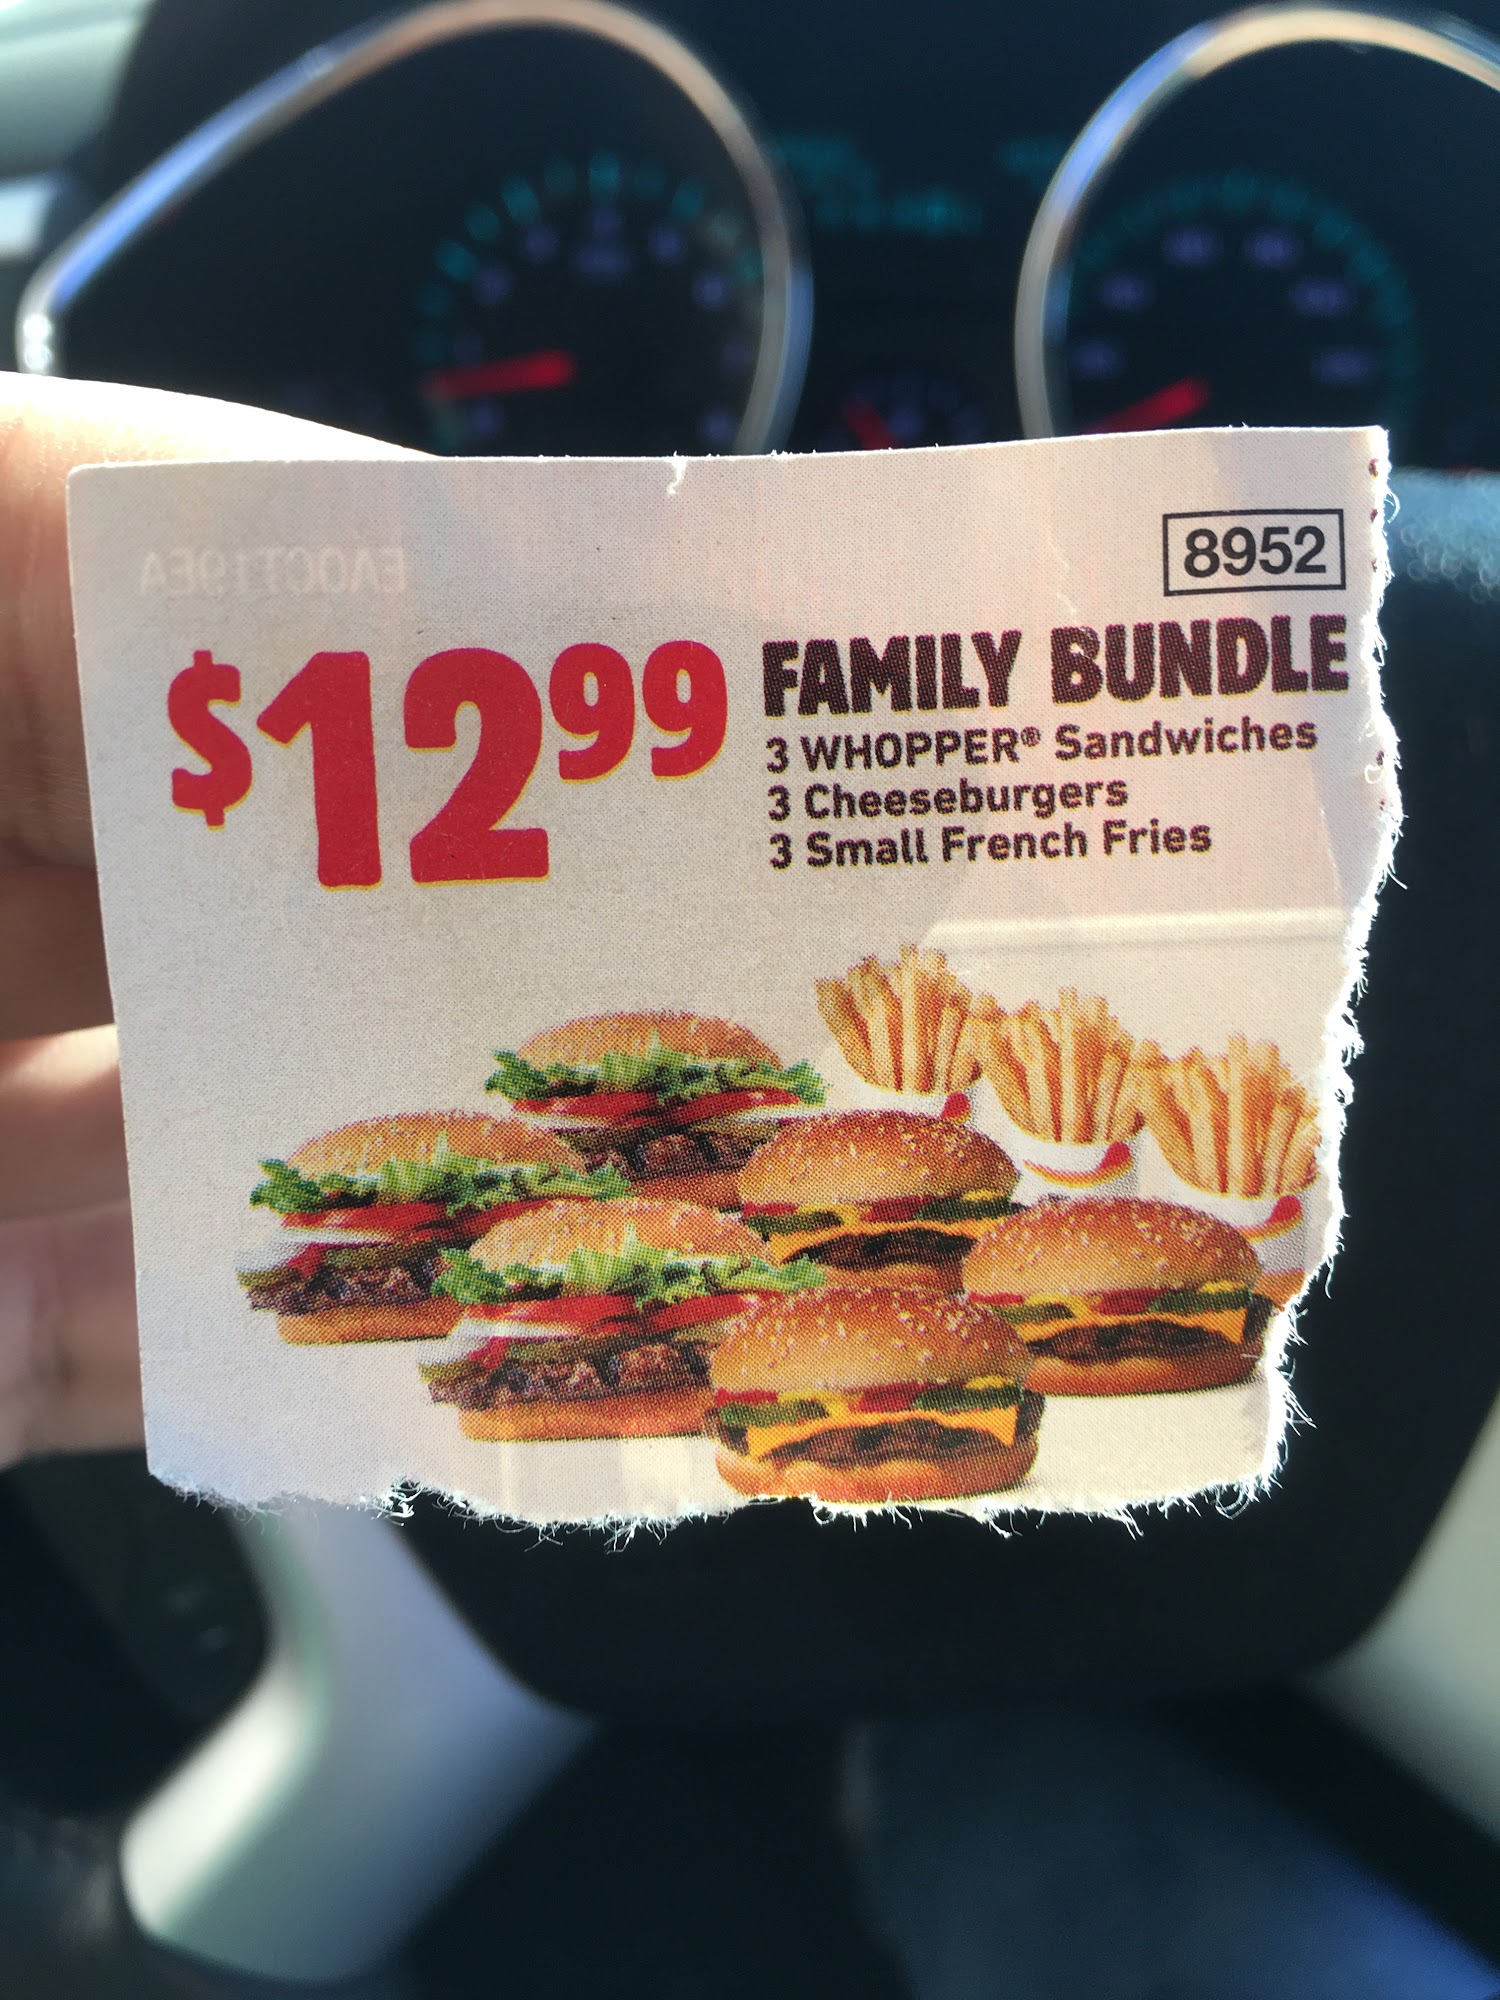 8952
$12.99
FAMILY BUNDLE
3 WHOPPER® Sandwiches
3 Cheeseburgers
3 Small French Fries